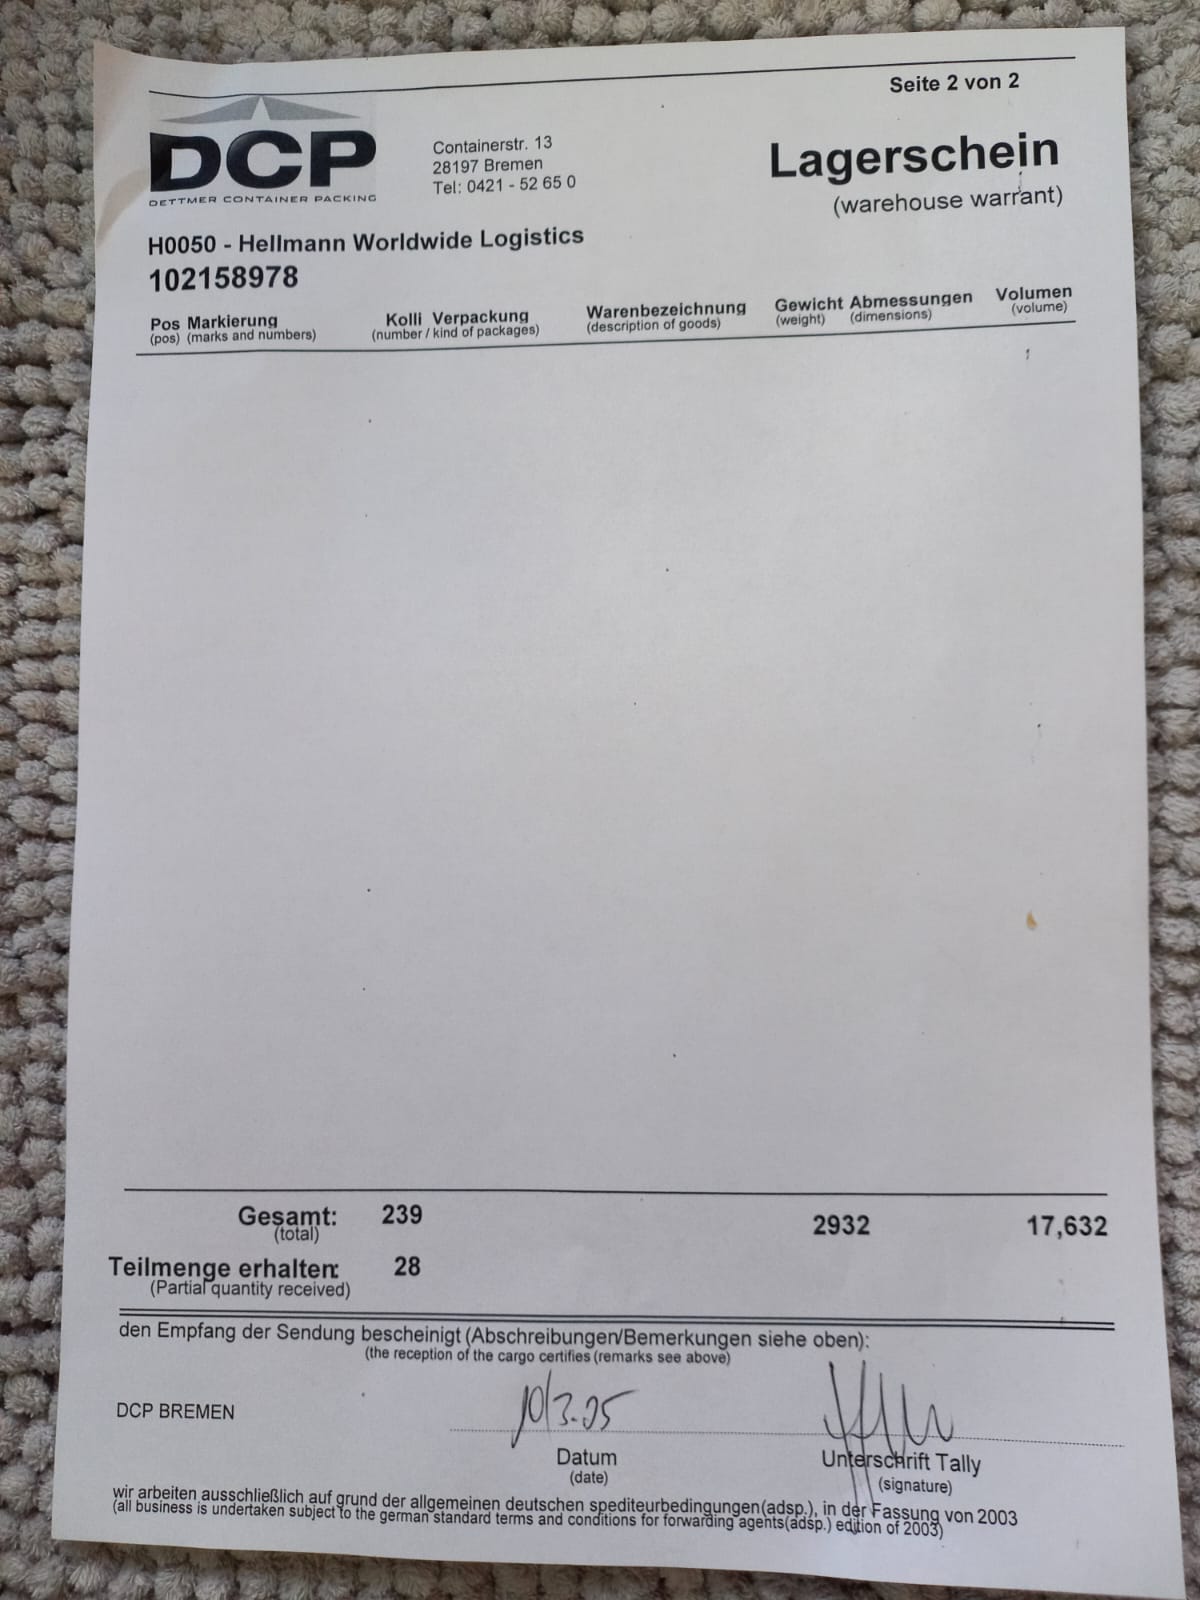 Seite 2 von 2
DCP
DETTMER CONTAINER PACKING
Containerstr. 13
28197 Bremen
Tel: 0421 - 52 65 0
Lagerschein
(warehouse warrant)
H0050 - Hellmann Worldwide Logistics
102158978
Pos Markierung Kolli Verpackung Warenbezeichnung Gewicht Abmessungen Volumen
(pos) (marks and numbers) (number / kind of packages) (description of goods) (weight) (dimensions) (volume)
Gesamt: 239 2932 17,632
(total)
Teilmenge erhalten: 28
(Partial quantity received)
den Empfang der Sendung bescheinigt (Abschreibungen/Bemerkungen siehe oben):
(the reception of the cargo certifies (remarks see above)
DCP BREMEN
Datum Unterschrift Tally
(date) (signature)
wir arbeiten ausschließlich auf grund der allgemeinen deutschen spediteurbedingungen(adsp.), in der Fassung von 2003
(all business is undertaken subject to the german standard terms and conditions for forwarding agents(adsp.) edition of 2003)